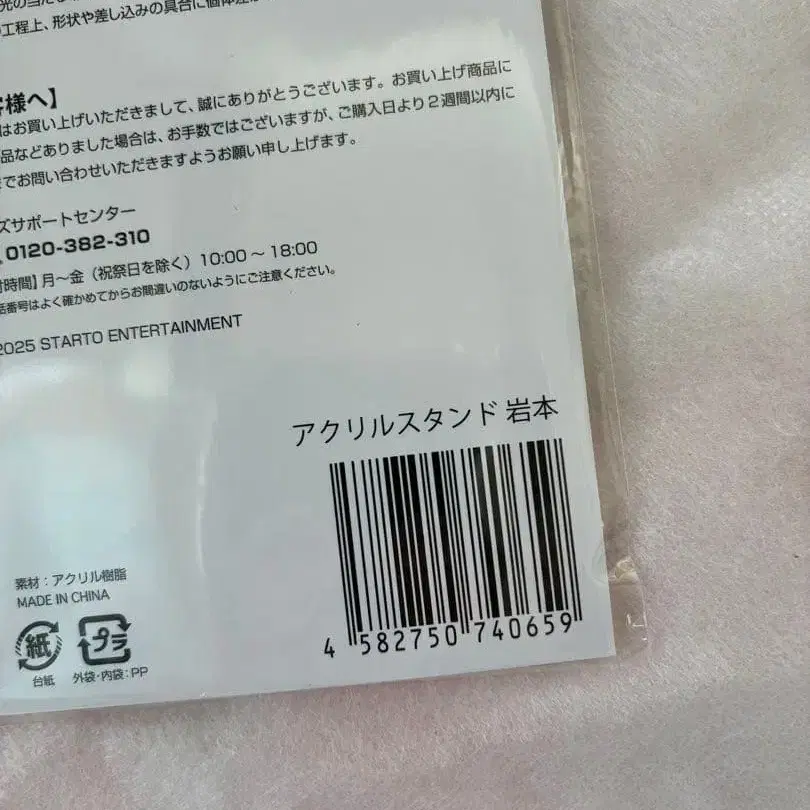 工程上、形状や差し込みの具合に個体差が
様へ】
はお買い上げいただきまして、誠にありがとうございます。お買い上げ商品に
品などありました場合は、お手数ではございますが、ご購入日より2週間以内に
でお問い合わせいただきますようお願い申し上げます。
ズサポートセンター
0120-382-310
時間】月～金（祝祭日を除く）10:00～18:00
話番号はよく確かめてからお間違いのないようにご注意ください。
2025 STARTO ENTERTAINMENT
アクリルスタンド 岩本
4 582750 740659
素材：アクリル樹脂
MADE IN CHINA
紙 プラ
台紙 外袋・内袋：PP